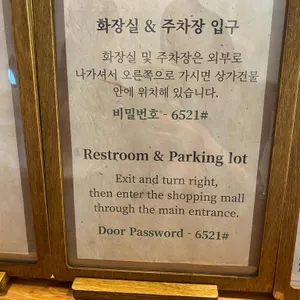 화장실 & 주차장 입구
화장실 및 주차장은 외부로
나가셔서 오른쪽으로 가시면 상가건물
안에 위치해 있습니다.
비밀번호 - 6521#
Restroom & Parking lot
Exit and turn right,
then enter the shopping mall
through the main entrance.
Door Password - 6521#